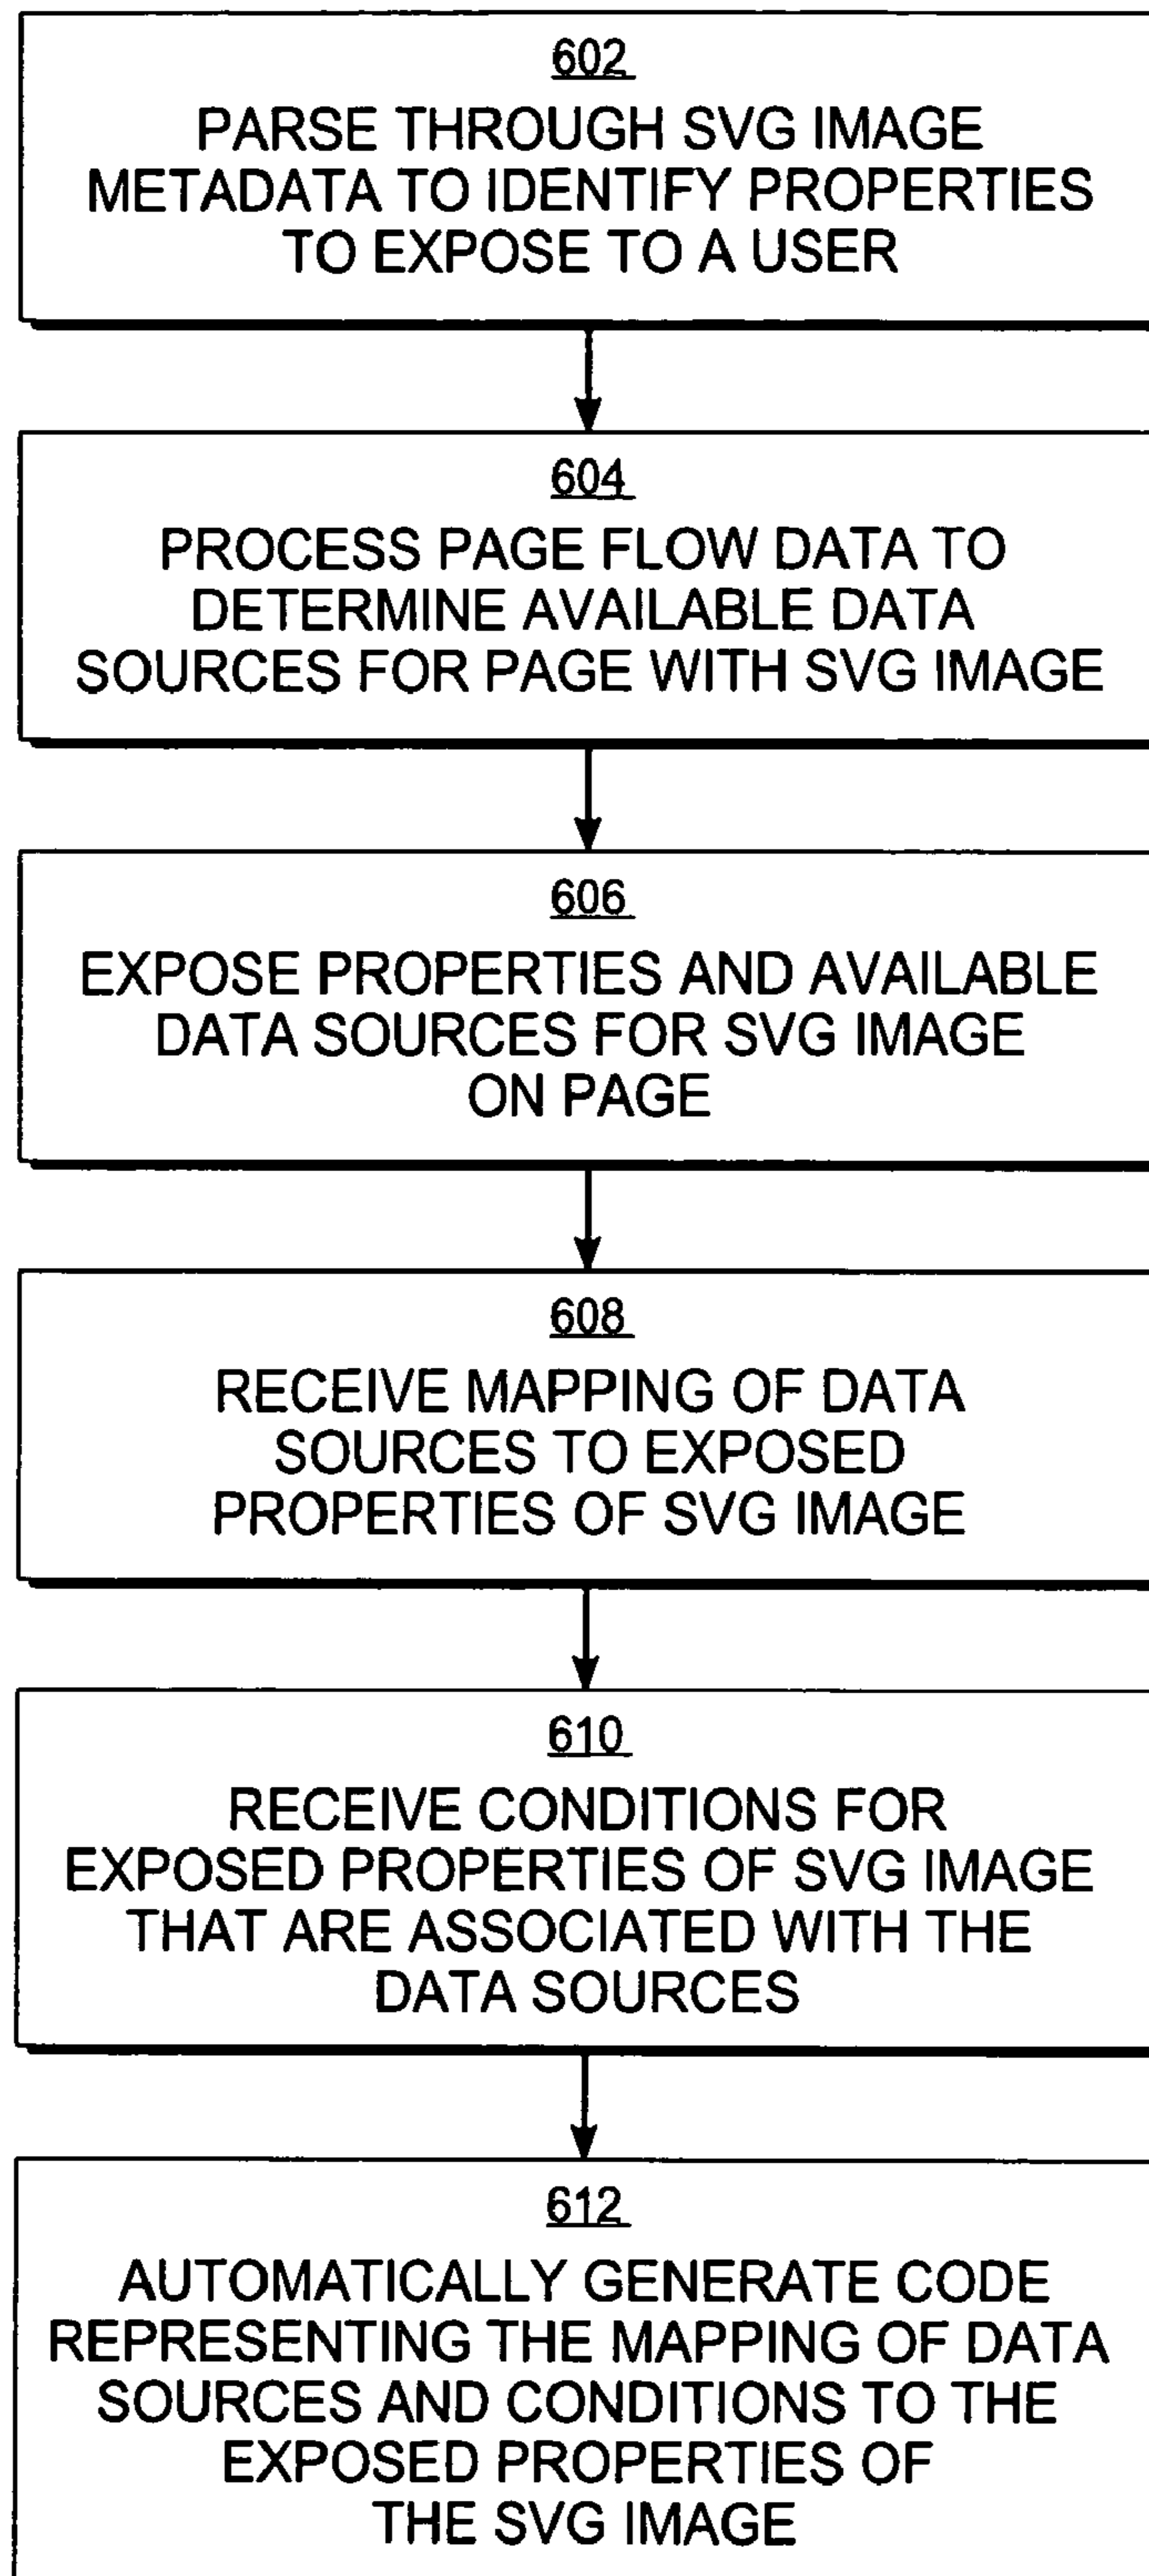 602
PARSE THROUGH SVG IMAGE
METADATA TO IDENTIFY PROPERTIES
TO EXPOSE TO A USER
604
PROCESS PAGE FLOW DATA TO
DETERMINE AVAILABLE DATA
SOURCES FOR PAGE WITH SVG IMAGE
606
EXPOSE PROPERTIES AND AVAILABLE
DATA SOURCES FOR SVG IMAGE
ON PAGE
608
RECEIVE MAPPING OF DATA
SOURCES TO EXPOSED
PROPERTIES OF SVG IMAGE
610
RECEIVE CONDITIONS FOR
EXPOSED PROPERTIES OF SVG IMAGE
THAT ARE ASSOCIATED WITH THE
DATA SOURCES
612
AUTOMATICALLY GENERATE CODE
REPRESENTING THE MAPPING OF DATA
SOURCES AND CONDITIONS TO THE
EXPOSED PROPERTIES OF
THE SVG IMAGE